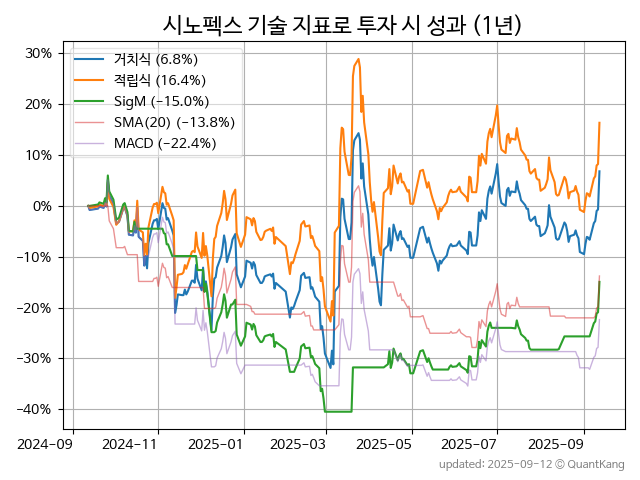 시노펙스 기술 지표로 투자 시 성과 (1년)
거치식 (6.8%)
적립식 (16.4%)
SigM (−15.0%)
SMA(20) (−13.8%)
MACD (−22.4%)
30%
20%
10%
0%
−10%
−20%
−30%
−40%
2024-09 2024-11 2025-01 2025-03 2025-05 2025-07 2025-09
updated: 2025-09-12 © QuantKang